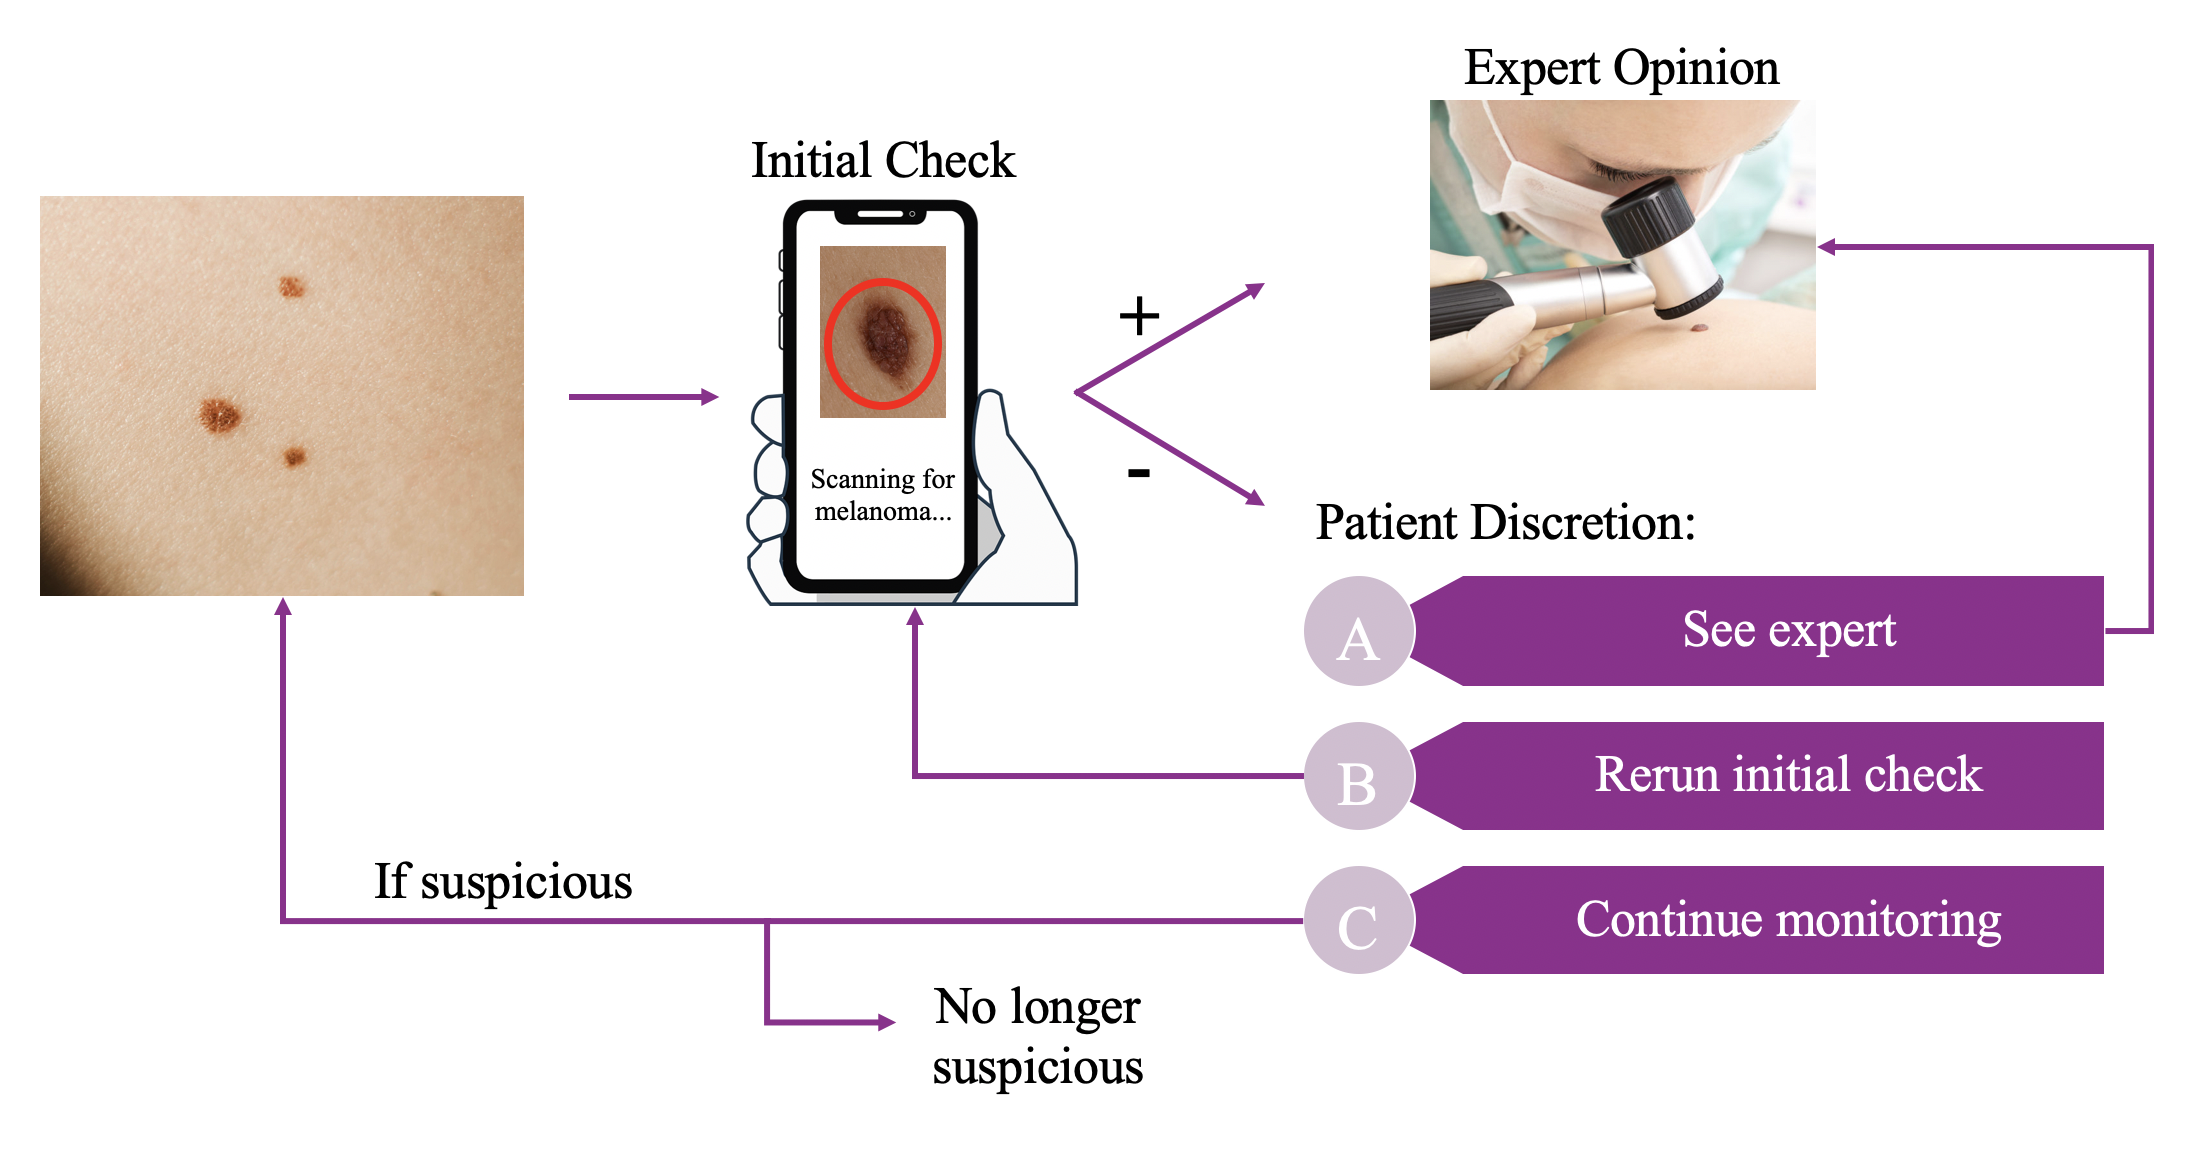 Expert Opinion
Initial Check
Scanning for
melanoma...
+
-
Patient Discretion:
A
See expert
B
Rerun initial check
If suspicious
C
Continue monitoring
No longer
suspicious